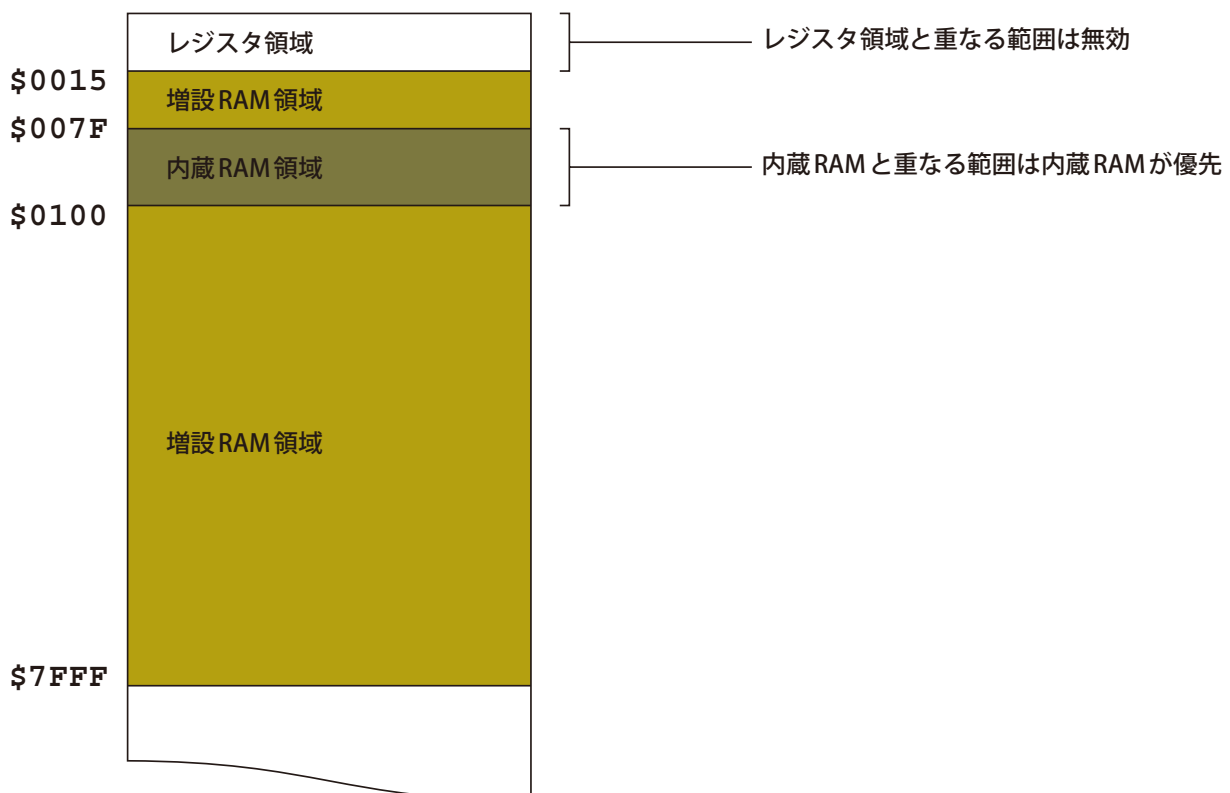 レジスタ領域
レジスタ領域と重なる範囲は無効
$0015
増設RAM領域
$007F
内蔵RAM領域
内蔵RAMと重なる範囲は内蔵RAMが優先
$0100
増設RAM領域
$7FFF